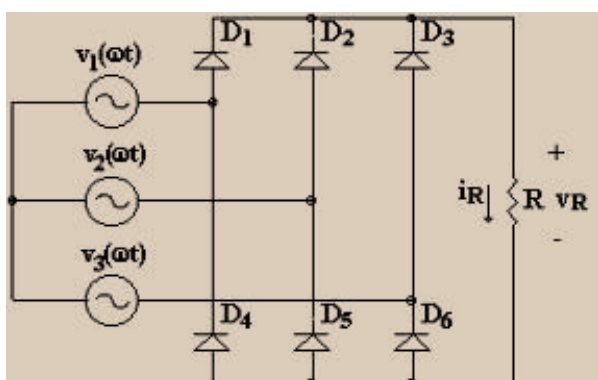 D1 D2 D3
v1(ωt)
v2(ωt)
+
iR R vR
-
v3(ωt)
D4 D5 D6